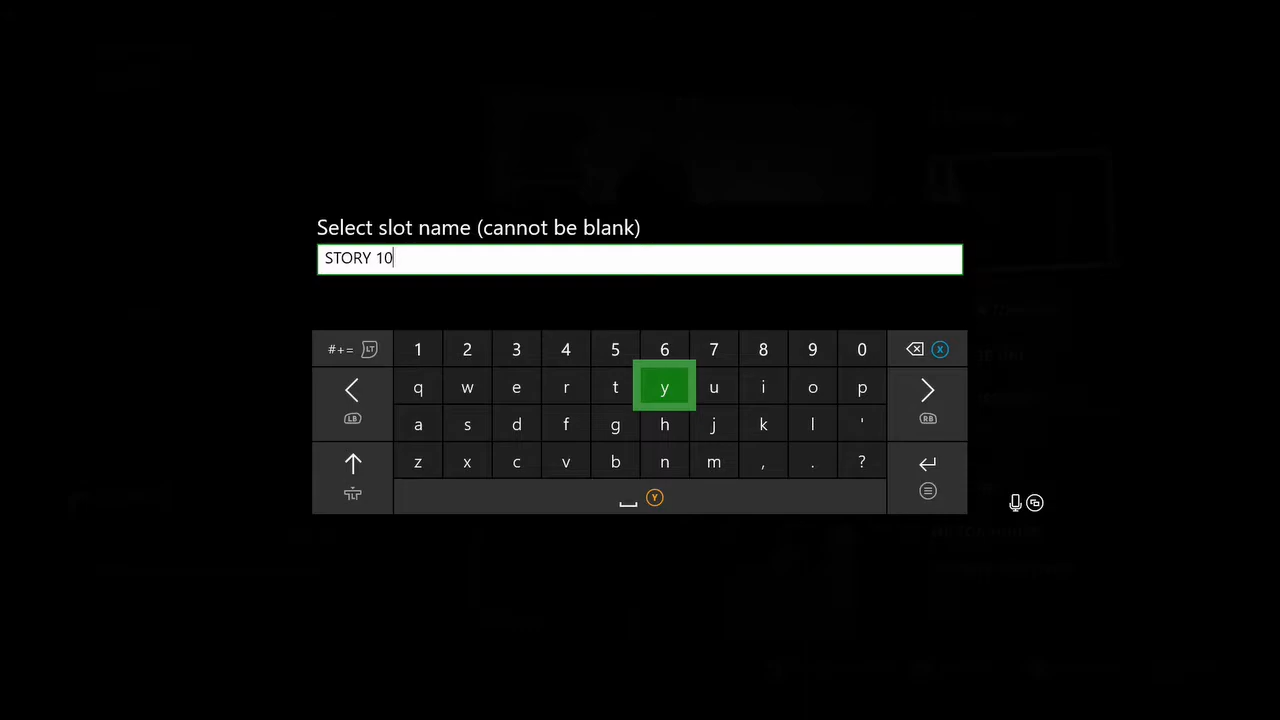 Select slot name (cannot be blank)
STORY 10
#+= LT 1 2 3 4 5 6 7 8 9 0 X
LB q w e r t y u i o p RB
a s d f g h j k l '
z x c v b n m , . ?
Y